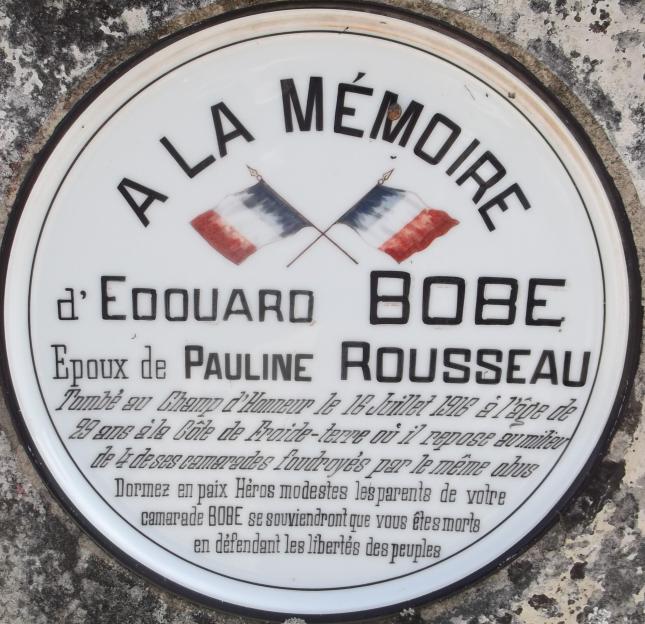 A LA MÉMOIRE
d' EDOUARD BOBE
Epoux de PAULINE ROUSSEAU
Tombé au Champ d'Honneur le 16 Juillet 1916 à l'âge de
29 ans à la Côte de Froide-terre où il repose au milieu
de 4 de ses camarades foudroyés par le même obus
Dormez en paix Héros modestes les parents de votre
camarade BOBE se souviendront que vous êtes morts
en défendant les libertés des peuples